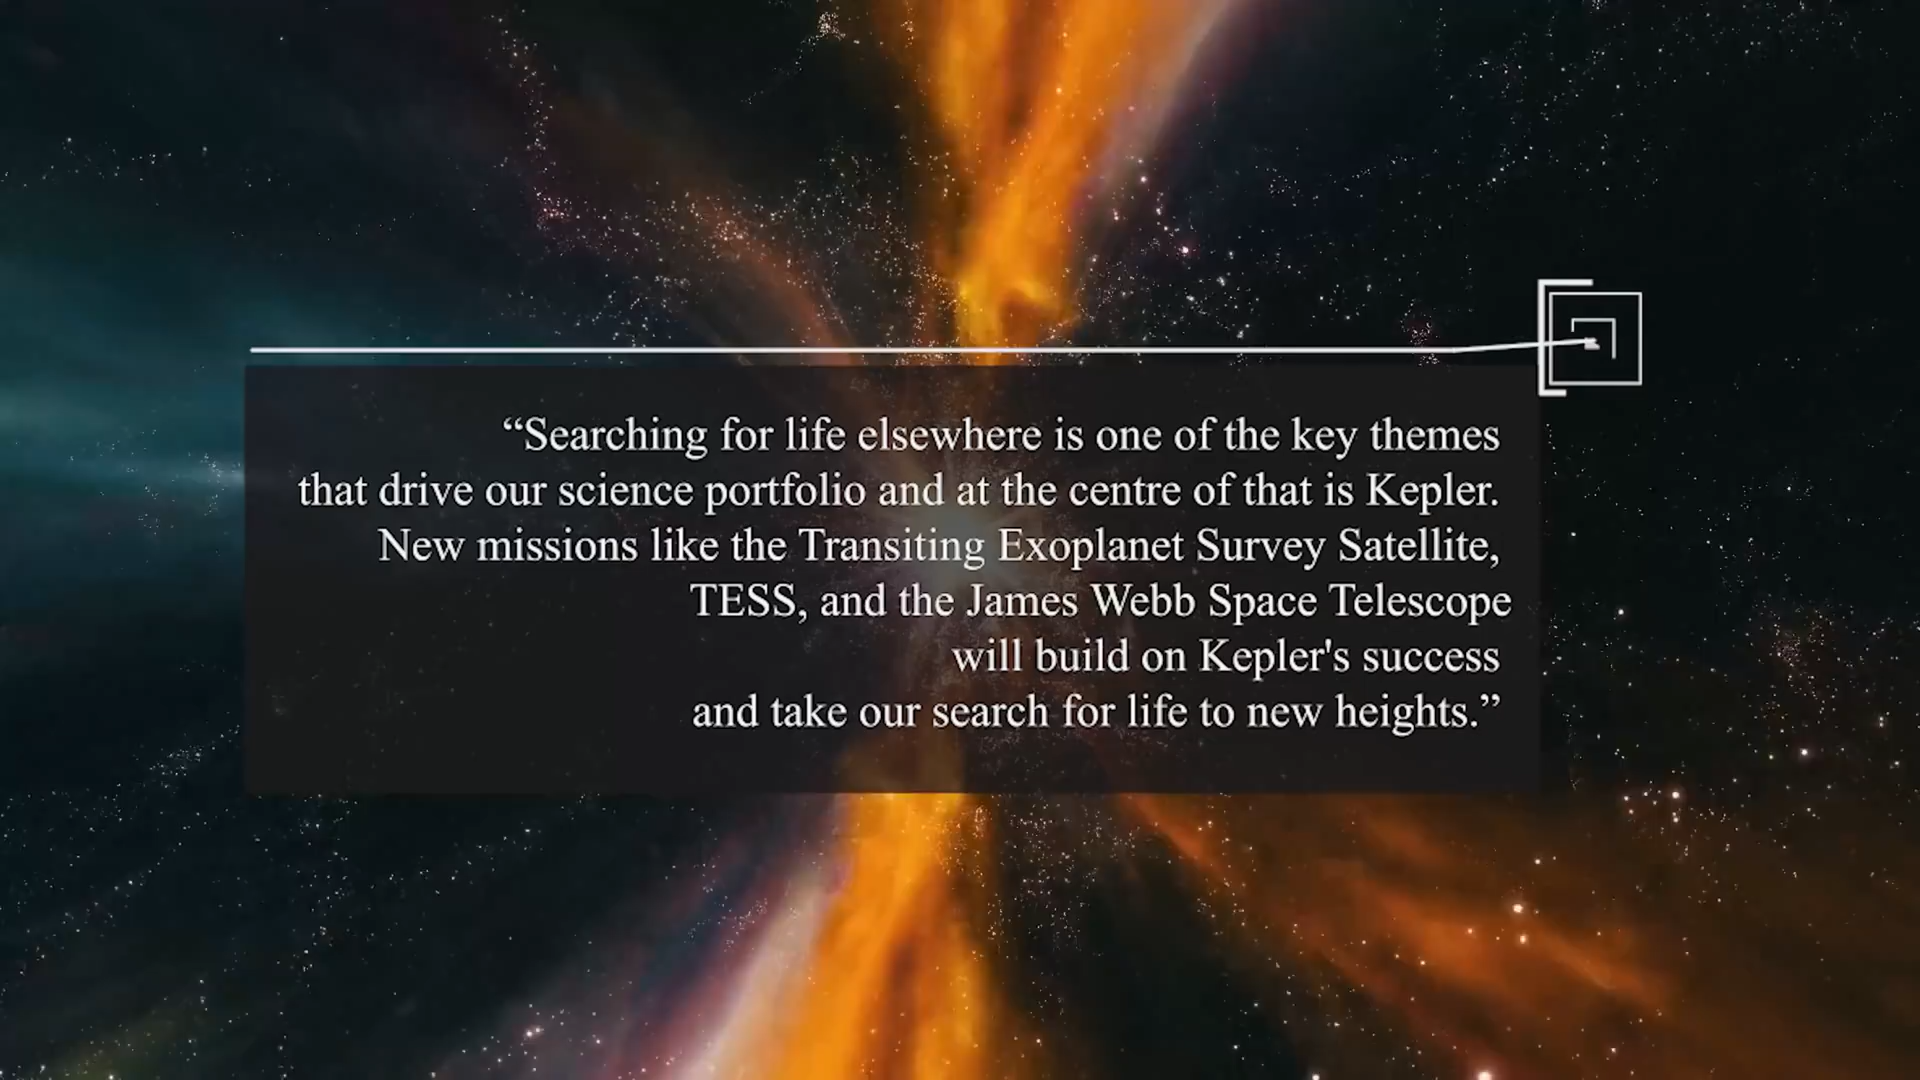 “Searching for life elsewhere is one of the key themes
that drive our science portfolio and at the centre of that is Kepler.
New missions like the Transiting Exoplanet Survey Satellite,
TESS, and the James Webb Space Telescope
will build on Kepler's success
and take our search for life to new heights.”